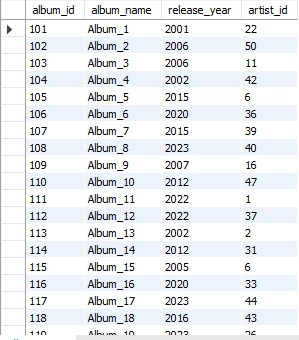 album_id album_name release_year artist_id
101 Album_1 2001 22
102 Album_2 2006 50
103 Album_3 2006 11
104 Album_4 2002 42
105 Album_5 2015 6
106 Album_6 2020 36
107 Album_7 2015 39
108 Album_8 2023 40
109 Album_9 2007 16
110 Album_10 2012 47
111 Album_11 2022 1
112 Album_12 2022 37
113 Album_13 2002 2
114 Album_14 2012 31
115 Album_15 2005 6
116 Album_16 2020 33
117 Album_17 2023 44
118 Album_18 2016 43
119 Album_19 2023 26